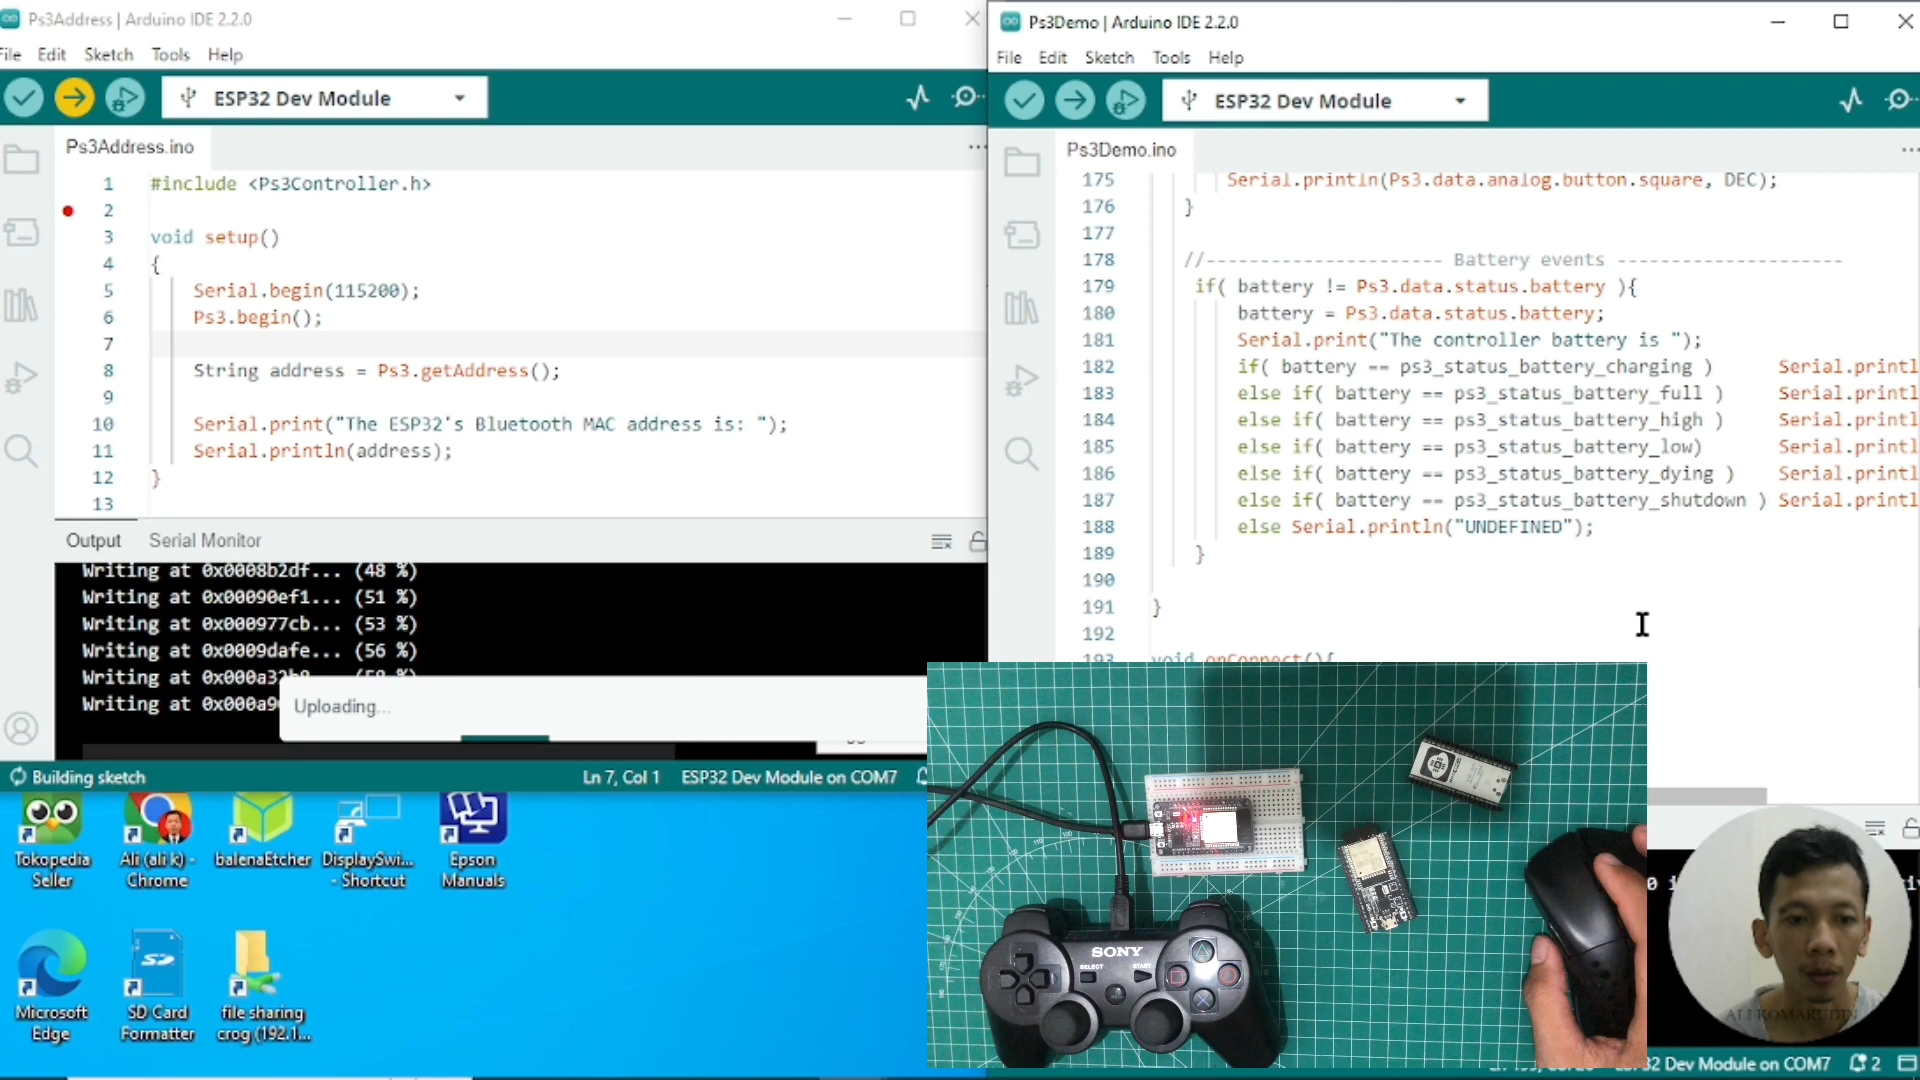 Ps3Address | Arduino IDE 2.2.0
File Edit Sketch Tools Help
ESP32 Dev Module
Ps3Address.ino
1 #include <Ps3Controller.h>
2
3 void setup()
4 {
5 Serial.begin(115200);
6 Ps3.begin();
7
8 String address = Ps3.getAddress();
9
10 Serial.print("The ESP32's Bluetooth MAC address is: ");
11 Serial.println(address);
12 }
13
Output Serial Monitor
Writing at 0x0008b2df... (48 %)
Writing at 0x00090ef1... (51 %)
Writing at 0x000977cb... (53 %)
Writing at 0x0009dafe... (56 %)
Writing at
Writing at
Uploading...
Building sketch
Ln 7, Col 1 ESP32 Dev Module on COM7
Tokopedia Seller
Ali (ali k) - Chrome
balenaEtcher
DisplaySwi... - Shortcut
Epson Manuals
Microsoft Edge
SD Card Formatter
file sharing crog (192.1...
Ps3Demo | Arduino IDE 2.2.0
File Edit Sketch Tools Help
ESP32 Dev Module
Ps3Demo.ino
175 Serial.println(Ps3.data.analog.button.square, DEC);
176 }
177
178 //---------------------- Battery events ----------------------
179 if( battery != Ps3.data.status.battery ){
180 battery = Ps3.data.status.battery;
181 Serial.print("The controller battery is ");
182 if( battery == ps3_status_battery_charging ) Serial.printl
183 else if( battery == ps3_status_battery_full ) Serial.printl
184 else if( battery == ps3_status_battery_high ) Serial.printl
185 else if( battery == ps3_status_battery_low) Serial.printl
186 else if( battery == ps3_status_battery_dying ) Serial.printl
187 else if( battery == ps3_status_battery_shutdown ) Serial.printl
188 else Serial.println("UNDEFINED");
189 }
190
191 }
192
193 void onConnect(){
SONY
SELECT
START
ALI KOMARUDIN
Dev Module on COM7 2